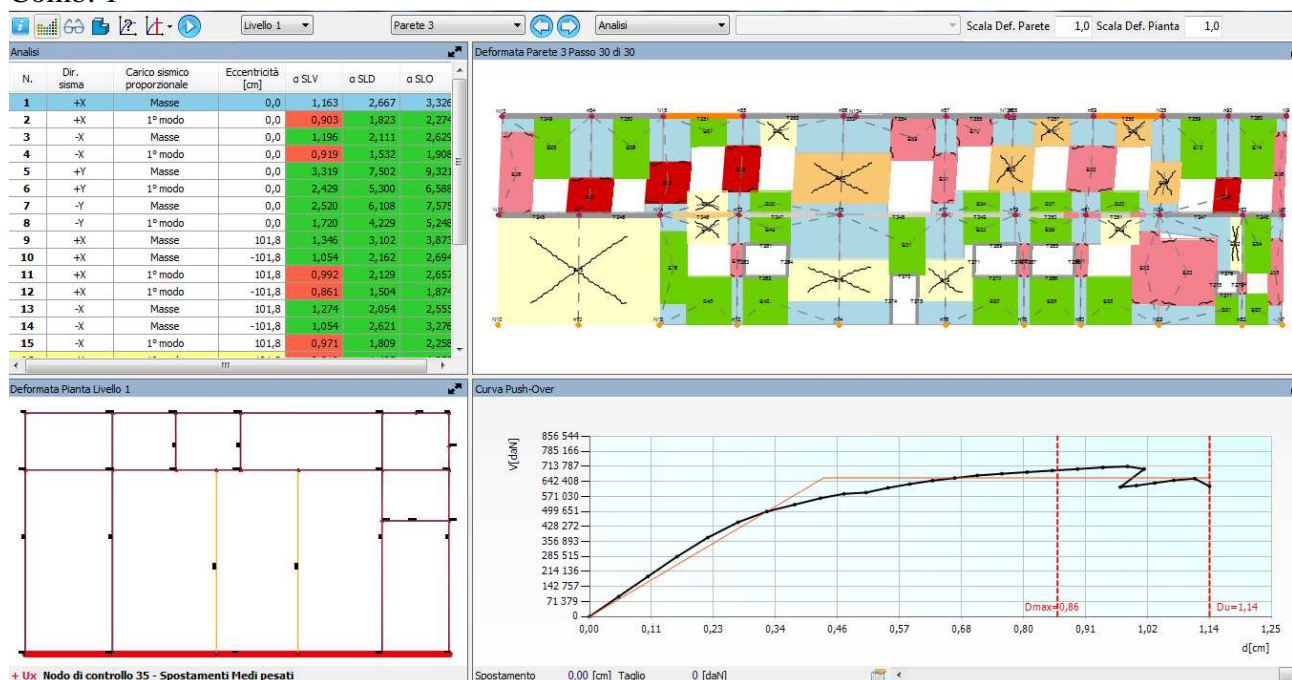 Comb. 1
Livello 1 Parete 3 Analisi Scala Def. Parete 1,0 Scala Def. Pianta 1,0
Analisi
N. Dir. sisma Carico sismico proporzionale Eccentricità [cm] α SLV α SLD α SLO
1 +X Masse 0,0 1,163 2,667 3,326
2 +X 1° modo 0,0 0,903 1,823 2,274
3 -X Masse 0,0 1,196 2,111 2,629
4 -X 1° modo 0,0 0,919 1,532 1,908
5 +Y Masse 0,0 3,319 7,502 9,321
6 +Y 1° modo 0,0 2,429 5,300 6,588
7 -Y Masse 0,0 2,520 6,108 7,575
8 -Y 1° modo 0,0 1,720 4,229 5,248
9 +X Masse 101,8 1,346 3,102 3,873
10 +X Masse -101,8 1,054 2,162 2,694
11 +X 1° modo 101,8 0,992 2,129 2,657
12 +X 1° modo -101,8 0,861 1,504 1,874
13 -X Masse 101,8 1,274 2,054 2,555
14 -X Masse -101,8 1,054 2,621 3,276
15 -X 1° modo 101,8 0,971 1,809 2,258
Deformata Parete 3 Passo 30 di 30
Deformata Pianta Livello 1
+ Ux Nodo di controllo 35 - Spostamenti Medi pesati
Curva Push-Over
V[daN]
856 544
785 166
713 787
642 408
571 030
499 651
428 272
356 893
285 515
214 136
142 757
71 379
0
Dmax=0,86
Du=1,14
0,00 0,11 0,23 0,34 0,46 0,57 0,68 0,80 0,91 1,02 1,14 1,25
d[cm]
Spostamento 0,00 [cm] Taglio 0 [daN]